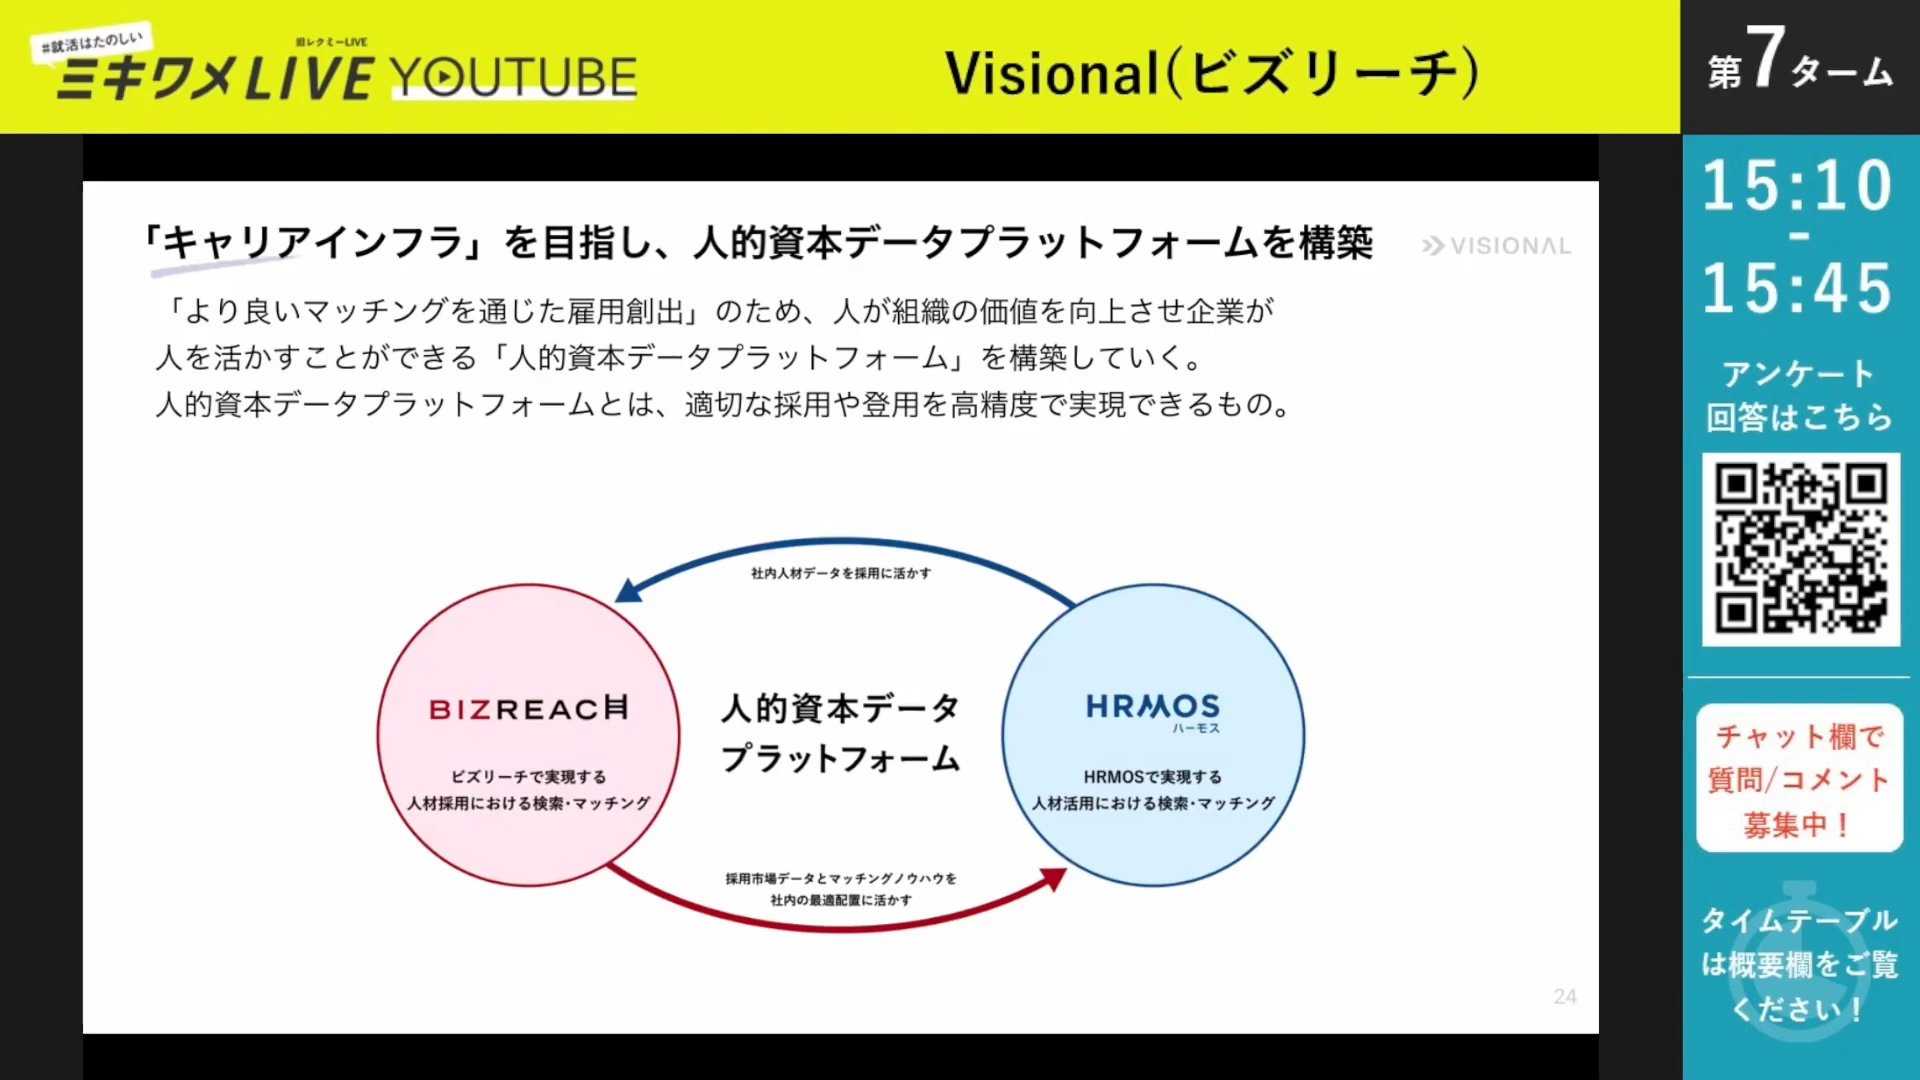 #就活はたのしい
旧レクミーLIVE
ミキワメLIVE YOUTUBE
Visional(ビズリーチ)
第7ターム
「キャリアインフラ」を目指し、人的資本データプラットフォームを構築
VISIONAL
「より良いマッチングを通じた雇用創出」のため、人が組織の価値を向上させ企業が
人を活かすことができる「人的資本データプラットフォーム」を構築していく。
人的資本データプラットフォームとは、適切な採用や登用を高精度で実現できるもの。
社内人材データを採用に活かす
BIZREACH
ビズリーチで実現する
人材採用における検索・マッチング
人的資本データ
プラットフォーム
HRMOS
ハーモス
HRMOSで実現する
人材活用における検索・マッチング
採用市場データとマッチングノウハウを
社内の最適配置に活かす
24
15:10
-
15:45
アンケート
回答はこちら
チャット欄で
質問/コメント
募集中！
タイムテーブル
は概要欄をご覧
ください！